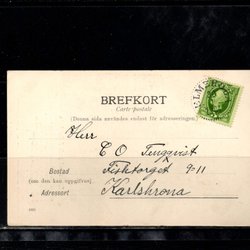 BREFKORT
Carte postale
(Denna sida användes endast för adresseringen.)
Herr
C O Tengqvist
Bostad
(om den kan uppgifvas)
Fisktorget 9-11
Adressort
Karlskrona